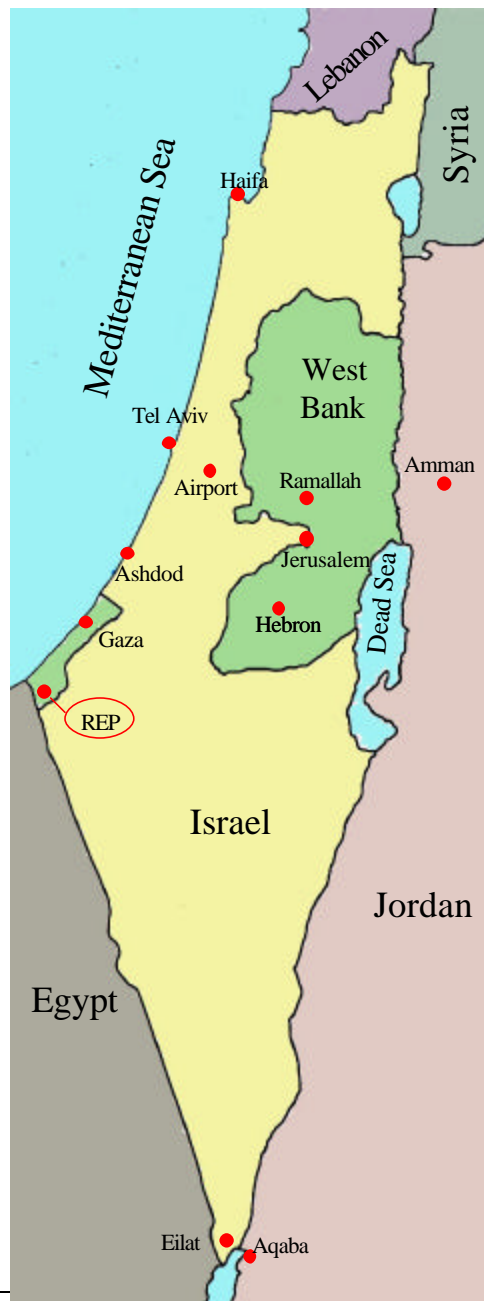 Lebanon
Syria
Haifa
Mediterranean Sea
West
Bank
Tel Aviv
Airport
Ramallah
Amman
Jerusalem
Ashdod
Dead Sea
Hebron
Gaza
REP
Israel
Jordan
Egypt
Eilat
Aqaba